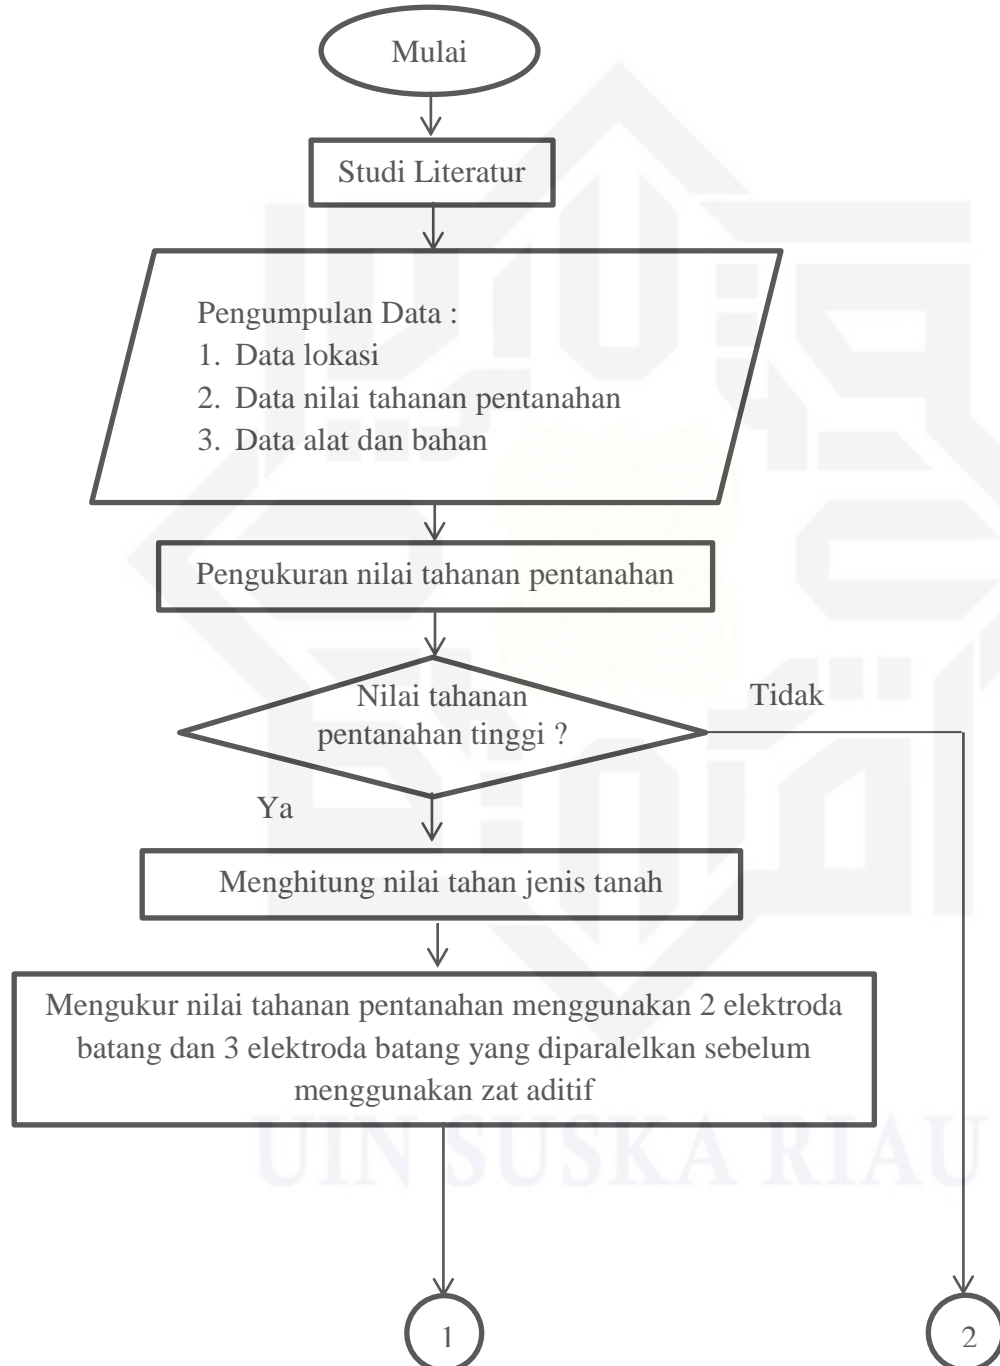 Mulai
Studi Literatur
Pengumpulan Data :
1. Data lokasi
2. Data nilai tahanan pentanahan
3. Data alat dan bahan
Pengukuran nilai tahanan pentanahan
Nilai tahanan
pentanahan tinggi ?
Tidak
Ya
Menghitung nilai tahan jenis tanah
Mengukur nilai tahanan pentanahan menggunakan 2 elektroda
batang dan 3 elektroda batang yang diparalelkan sebelum
menggunakan zat aditif
UIN SUSKA RIAU
1
2